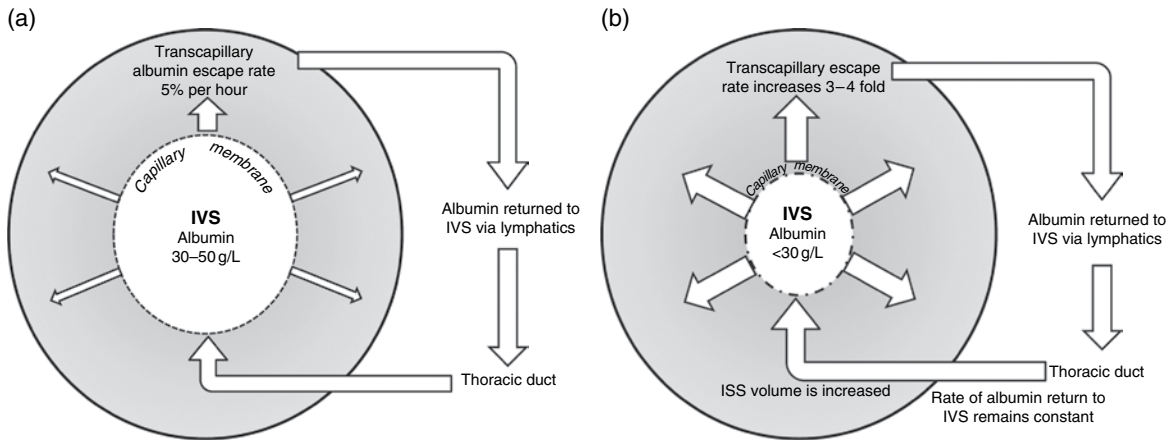 (a)
Transcapillary
albumin escape rate
5% per hour
Capillary membrane
IVS
Albumin
30–50 g/L
Albumin returned to
IVS via lymphatics
Thoracic duct
(b)
Transcapillary escape
rate increases 3–4 fold
Capillary membrane
IVS
Albumin
<30 g/L
Albumin returned to
IVS via lymphatics
Thoracic duct
ISS volume is increased
Rate of albumin return to
IVS remains constant